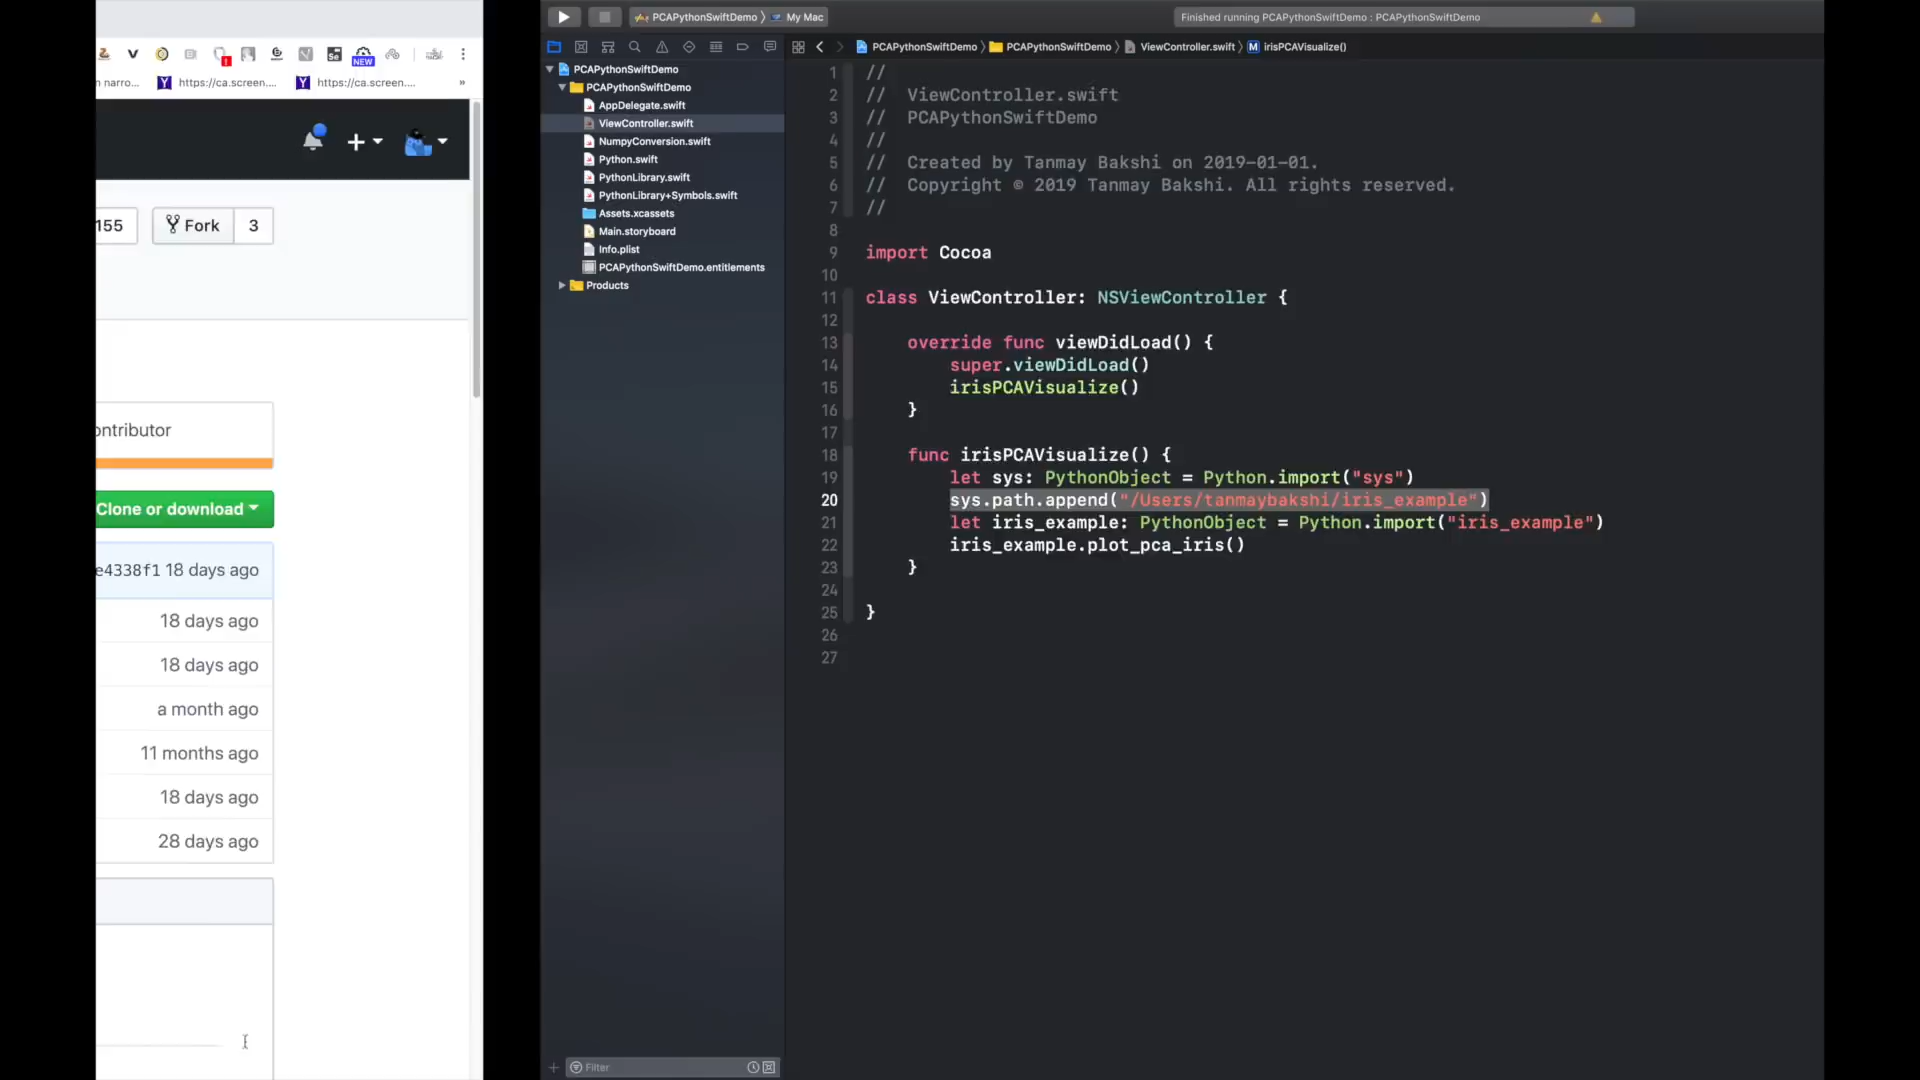 NEW
n narro...
https://ca.screen....
https://ca.screen....
»
155
Fork
3
ontributor
Clone or download
e4338f1 18 days ago
18 days ago
18 days ago
a month ago
11 months ago
18 days ago
28 days ago
PCAPythonSwiftDemo
My Mac
Finished running PCAPythonSwiftDemo : PCAPythonSwiftDemo
PCAPythonSwiftDemo
PCAPythonSwiftDemo
ViewController.swift
M irisPCAVisualize()
PCAPythonSwiftDemo
PCAPythonSwiftDemo
AppDelegate.swift
ViewController.swift
NumpyConversion.swift
Python.swift
PythonLibrary.swift
PythonLibrary+Symbols.swift
Assets.xcassets
Main.storyboard
Info.plist
PCAPythonSwiftDemo.entitlements
Products
Filter
1 //
2 // ViewController.swift
3 // PCAPythonSwiftDemo
4 //
5 // Created by Tanmay Bakshi on 2019-01-01.
6 // Copyright © 2019 Tanmay Bakshi. All rights reserved.
7 //
8
9 import Cocoa
10
11 class ViewController: NSViewController {
12
13 override func viewDidLoad() {
14 super.viewDidLoad()
15 irisPCAVisualize()
16 }
17
18 func irisPCAVisualize() {
19 let sys: PythonObject = Python.import("sys")
20 sys.path.append("/Users/tanmaybakshi/iris_example")
21 let iris_example: PythonObject = Python.import("iris_example")
22 iris_example.plot_pca_iris()
23 }
24
25 }
26
27